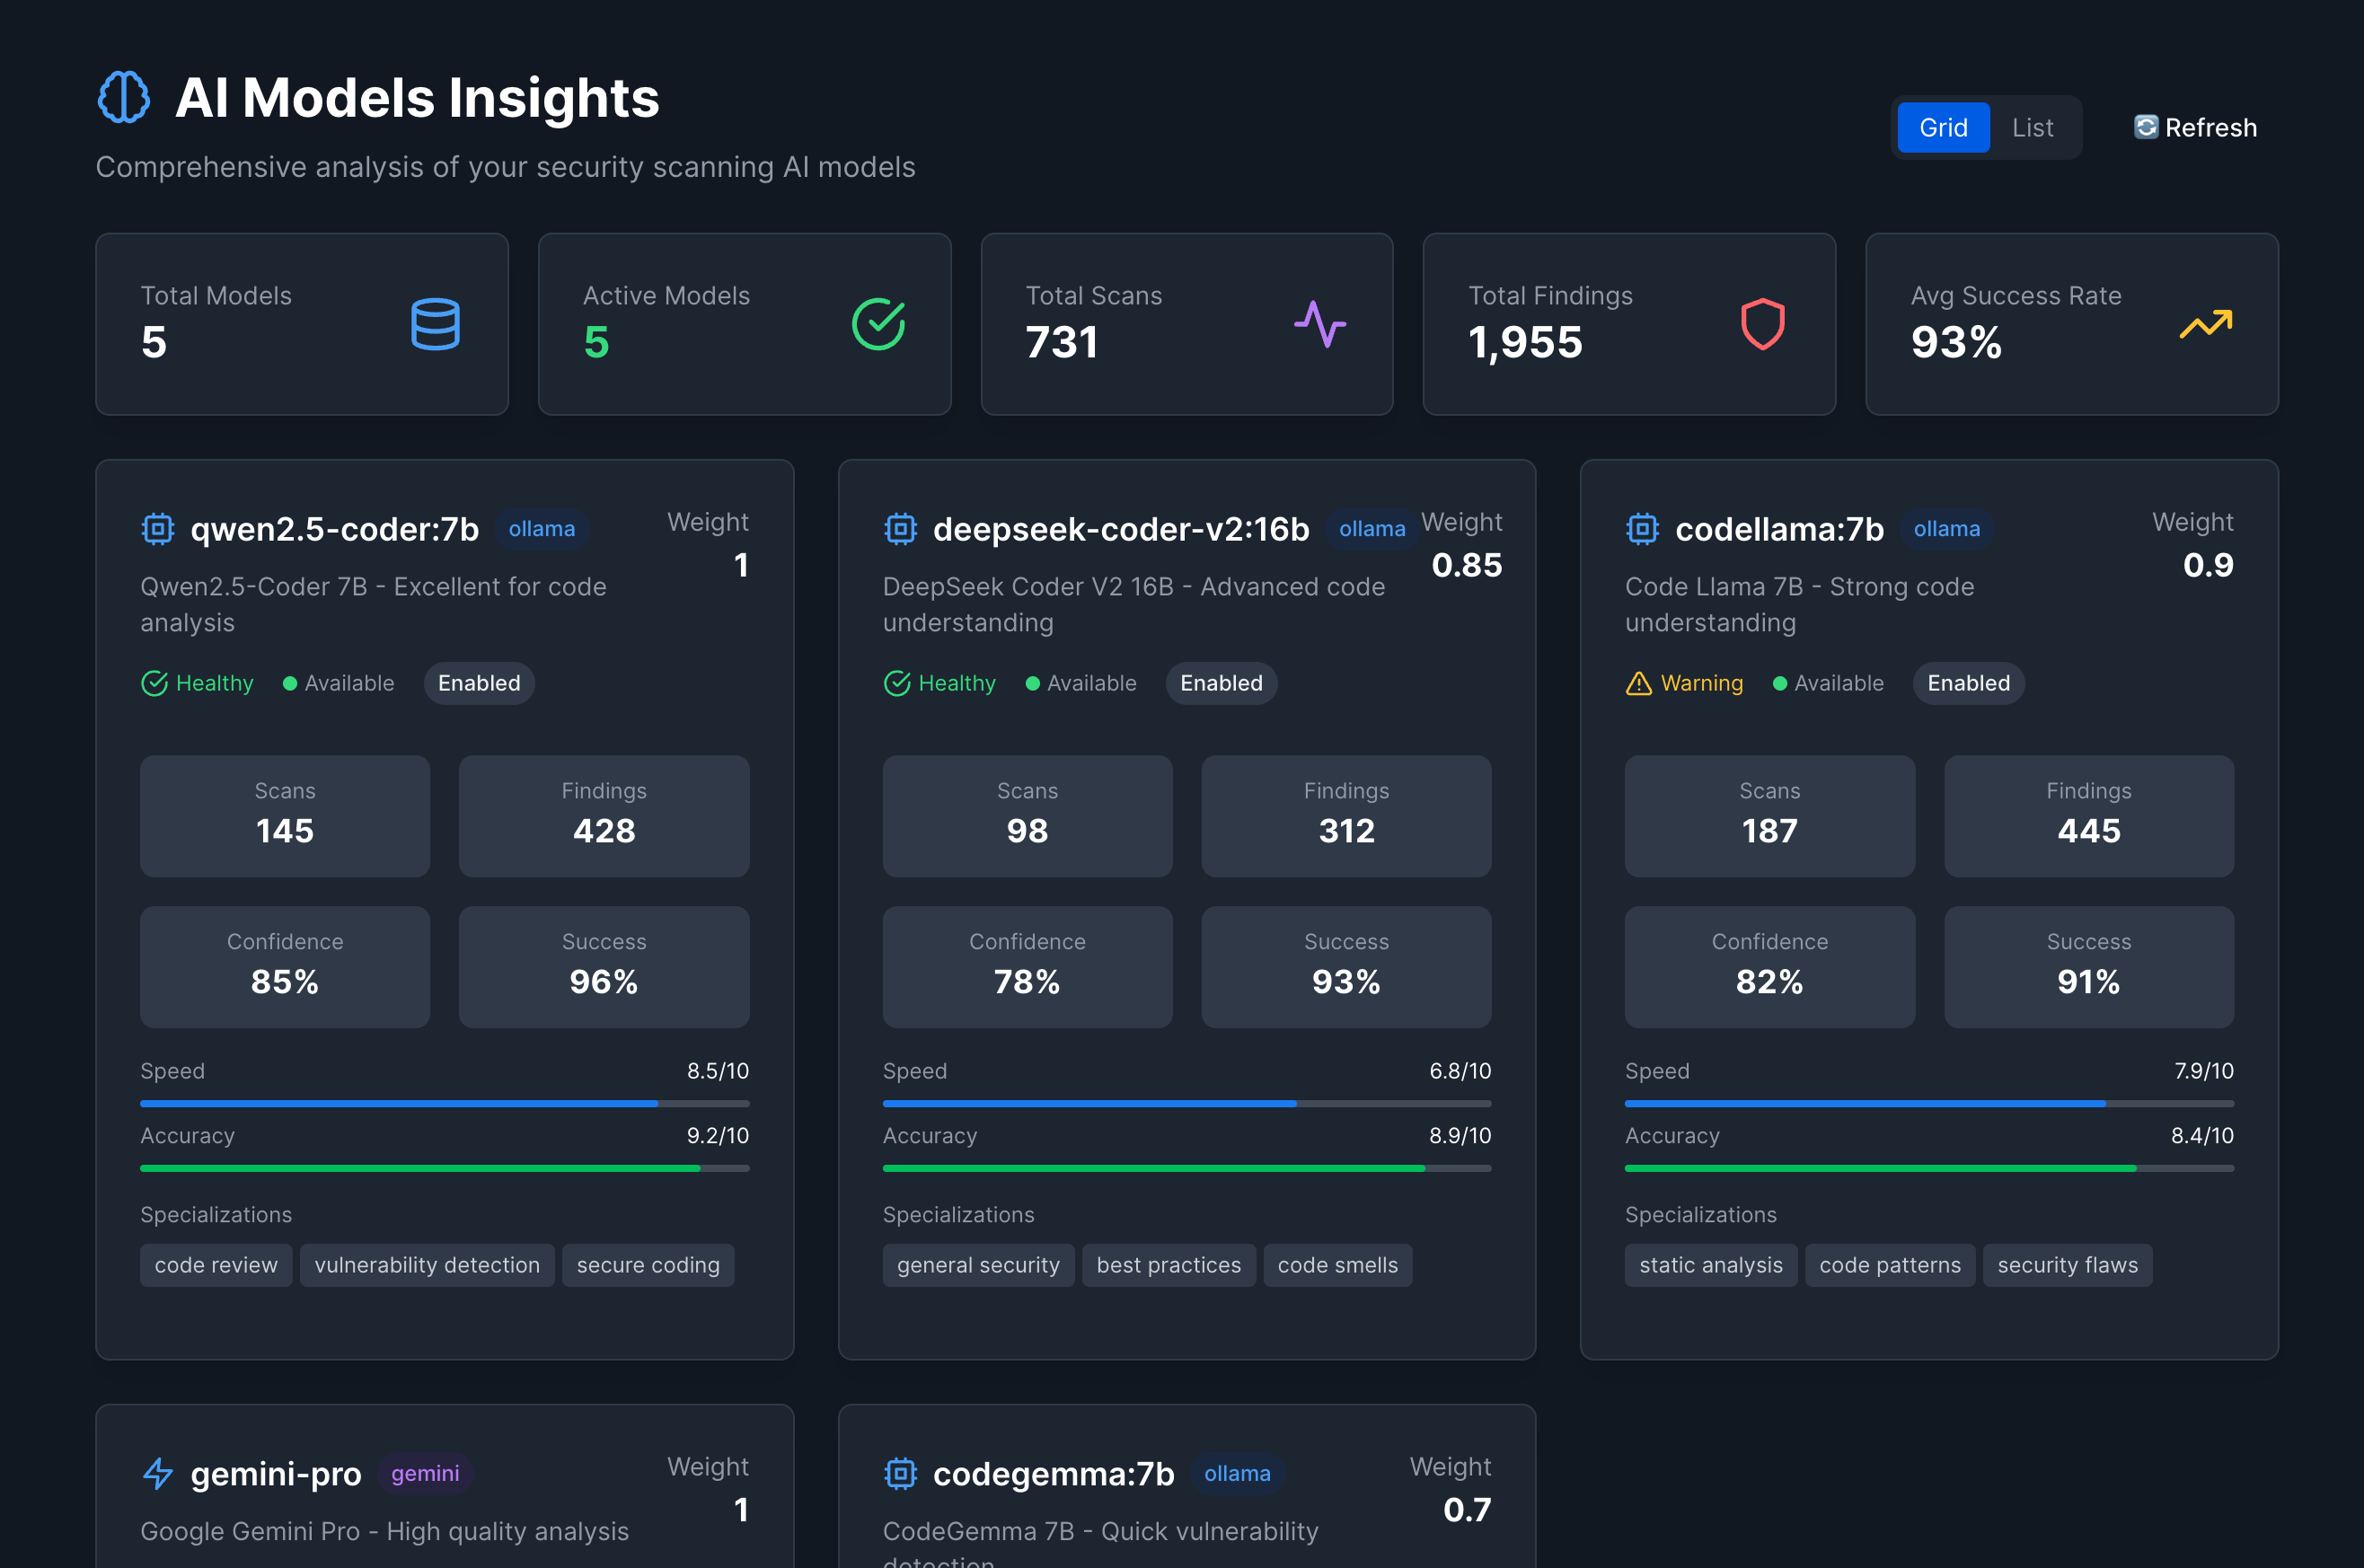 AI Models Insights
Comprehensive analysis of your security scanning AI models
Grid
List
Refresh
Total Models
5
Active Models
5
Total Scans
731
Total Findings
1,955
Avg Success Rate
93%
qwen2.5-coder:7b
ollama
Weight
1
Qwen2.5-Coder 7B - Excellent for code
analysis
Healthy
Available
Enabled
Scans
145
Findings
428
Confidence
85%
Success
96%
Speed
8.5/10
Accuracy
9.2/10
Specializations
code review
vulnerability detection
secure coding
deepseek-coder-v2:16b
ollama
Weight
0.85
DeepSeek Coder V2 16B - Advanced code
understanding
Healthy
Available
Enabled
Scans
98
Findings
312
Confidence
78%
Success
93%
Speed
6.8/10
Accuracy
8.9/10
Specializations
general security
best practices
code smells
codellama:7b
ollama
Weight
0.9
Code Llama 7B - Strong code
understanding
Warning
Available
Enabled
Scans
187
Findings
445
Confidence
82%
Success
91%
Speed
7.9/10
Accuracy
8.4/10
Specializations
static analysis
code patterns
security flaws
gemini-pro
gemini
Weight
1
Google Gemini Pro - High quality analysis
codegemma:7b
ollama
Weight
0.7
CodeGemma 7B - Quick vulnerability
detection